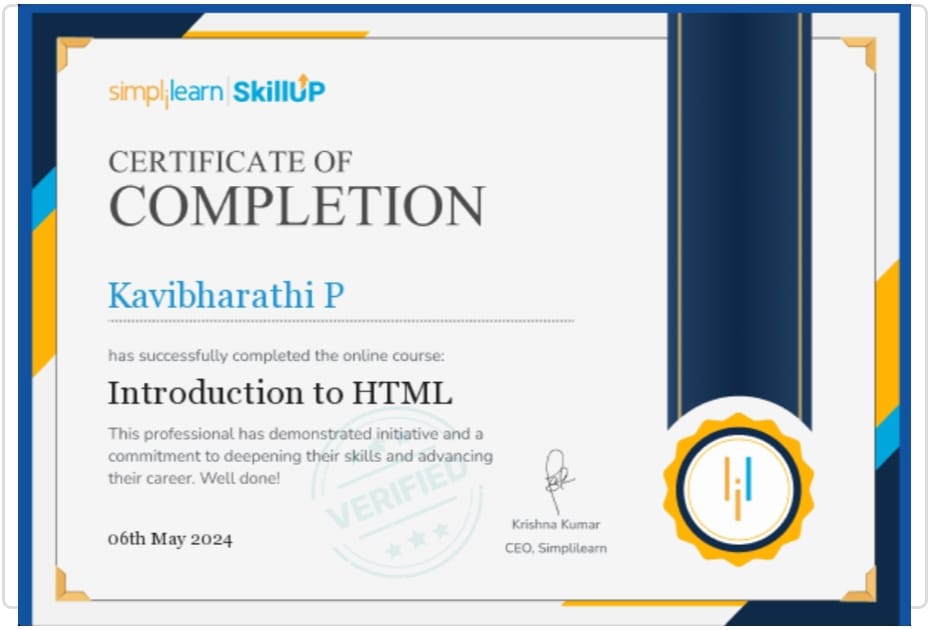 simplilearn SkillUP
CERTIFICATE OF
COMPLETION
Kavibharathi P
has successfully completed the online course:
Introduction to HTML
This professional has demonstrated initiative and a
commitment to deepening their skills and advancing
their career. Well done!
VERIFIED
06th May 2024
Krishna Kumar
CEO, Simplilearn